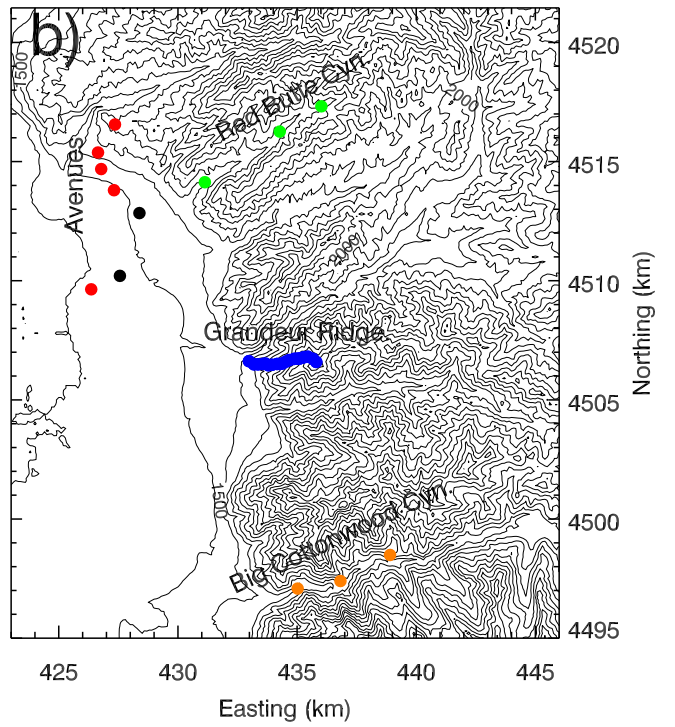 b)
1500
4520
Red Butte Cyn.
2000
4515
Avenues
2000
4510
Northing (km)
Grandeur Ridge
4505
1500
4500
Big Cottonwood Cyn.
4495
425 430 435 440 445
Easting (km)